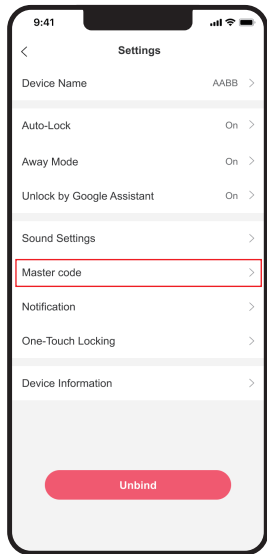 9:41
Settings
Device Name AABB
Auto-Lock On
Away Mode On
Unlock by Google Assistant On
Sound Settings
Master code
Notification
One-Touch Locking
Device Information
Unbind